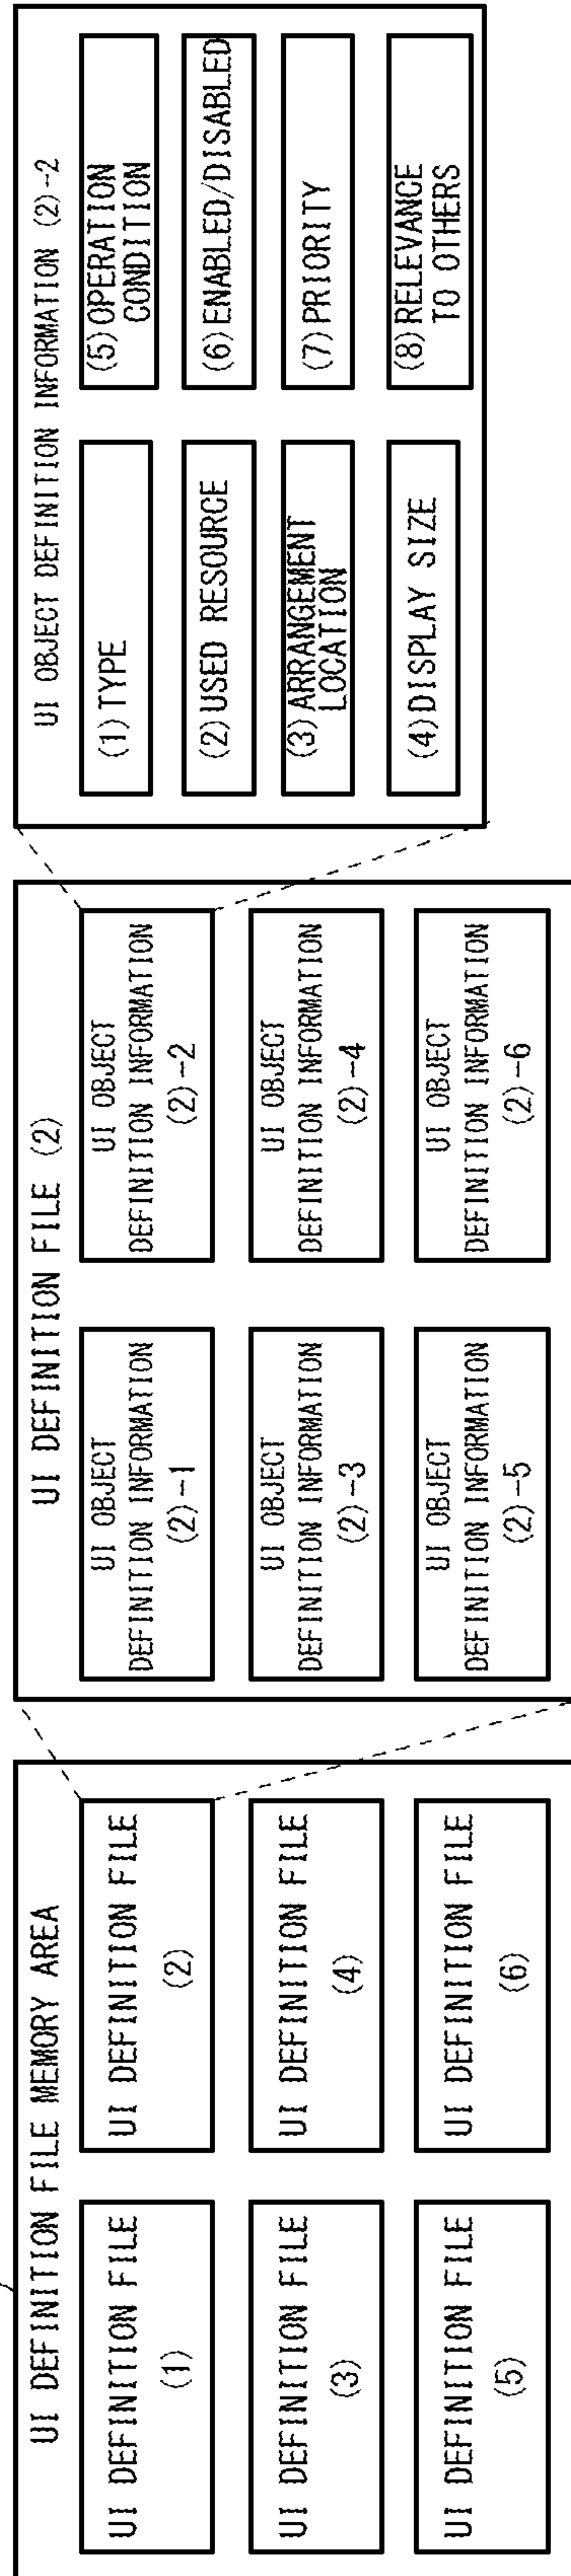 UI DEFINITION FILE MEMORY AREA
UI DEFINITION FILE
(1)
UI DEFINITION FILE
(2)
UI DEFINITION FILE
(3)
UI DEFINITION FILE
(4)
UI DEFINITION FILE
(5)
UI DEFINITION FILE
(6)
UI DEFINITION FILE (2)
UI OBJECT
DEFINITION INFORMATION
(2)-1
UI OBJECT
DEFINITION INFORMATION
(2)-2
UI OBJECT
DEFINITION INFORMATION
(2)-3
UI OBJECT
DEFINITION INFORMATION
(2)-4
UI OBJECT
DEFINITION INFORMATION
(2)-5
UI OBJECT
DEFINITION INFORMATION
(2)-6
UI OBJECT DEFINITION INFORMATION (2)-2
(1)TYPE
(2)USED RESOURCE
(3)ARRANGEMENT
LOCATION
(4)DISPLAY SIZE
(5)OPERATION
CONDITION
(6)ENABLED/DISABLED
(7)PRIORITY
(8)RELEVANCE
TO OTHERS